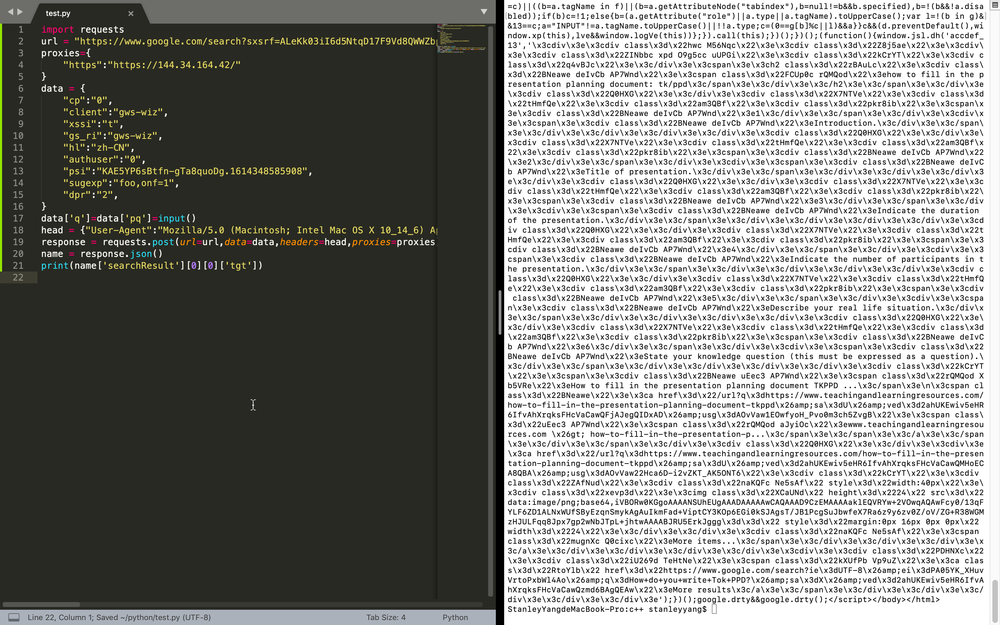 test.py
1 import requests
2 url = "https://www.google.com/search?sxsrf=ALeKk03iI6d5NtqD17F9Vd8QWWZb
3 proxies={
4 "https":"https://144.34.164.42/"
5 }
6 data = {
7 "cp":"0",
8 "client":"gws-wiz",
9 "xssi":"t",
10 "gs_ri":"gws-wiz",
11 "hl":"zh-CN",
12 "authuser":"0",
13 "psi":"KAE5YP6sBtfn-gTa8quoDg.1614348585908",
14 "sugexp":"foo,onf=1",
15 "dpr":"2",
16 }
17 data['q']=data['pq']=input()
18 head = {"User-Agent":"Mozilla/5.0 (Macintosh; Intel Mac OS X 10_14_6) A
19 response = requests.post(url=url,data=data,headers=head,proxies=proxies
20 name = response.json()
21 print(name['searchResult'][0][0]['tgt'])
22
Line 22, Column 1; Saved ~/python/test.py (UTF-8)
Tab Size: 4
Python
=c)||((b=a.tagName in f)||(b=a.getAttributeNode("tabindex"),b=null!=b&&b.specified),b=!(b&&!a.disa
bled));if(b)c=!1;else{b=(a.getAttribute("role")||a.type||a.tagName).toUpperCase();var l=!(b in g)&
&13==c;a="INPUT"!=a.tagName.toUpperCase()||!!a.type;c=(0==g[b]%c||l)&&a}}c&&(d.preventDefault(),wi
ndow.xp(this),lve&&window.logVe(this))};}).call(this);})();})();(function(){window.jsl.dh('accdef_
13','\x3cdiv\x3e\x3cdiv class\x3d\x22hwc M56Nqc\x22\x3e\x3cdiv class\x3d\x22Z8j5ae\x22\x3e\x3cdiv\
x3e\x3cdiv class\x3d\x22ZINbbc xpd O9g5cc uUPGi\x22\x3e\x3cdiv class\x3d\x22kCrYT\x22\x3e\x3cdiv c
lass\x3d\x22q4vBJc\x22\x3e\x3c/div\x3e\x3cspan\x3e\x3ch2 class\x3d\x22zBAuLc\x22\x3e\x3cdiv class\
x3d\x22BNeawe deIvCb AP7Wnd\x22\x3e\x3cspan class\x3d\x22FCUp0c rQMQod\x22\x3ehow to fill in the p
resentation planning document: tk/ppd\x3c/span\x3e\x3c/div\x3e\x3c/h2\x3e\x3c/span\x3e\x3c/div\x3e
\x3cdiv class\x3d\x22Q0HXG\x22\x3e\x3c/div\x3e\x3cdiv class\x3d\x22X7NTVe\x22\x3e\x3cdiv class\x3d
\x22tHmfQe\x22\x3e\x3cdiv class\x3d\x22am3QBf\x22\x3e\x3cdiv class\x3d\x22pkr8ib\x22\x3e\x3cspan\x
3e\x3cdiv class\x3d\x22BNeawe deIvCb AP7Wnd\x22\x3e1\x3c/div\x3e\x3c/span\x3e\x3c/div\x3e\x3cdiv\x
3e\x3cspan\x3e\x3cdiv class\x3d\x22BNeawe deIvCb AP7Wnd\x22\x3eIntroduction.\x3c/div\x3e\x3c/span\
x3e\x3c/div\x3e\x3c/div\x3e\x3c/div\x3e\x3c/div\x3e\x3cdiv class\x3d\x22Q0HXG\x22\x3e\x3c/div\x3e\
x3cdiv class\x3d\x22X7NTVe\x22\x3e\x3cdiv class\x3d\x22tHmfQe\x22\x3e\x3cdiv class\x3d\x22am3QBf\x
22\x3e\x3cdiv class\x3d\x22pkr8ib\x22\x3e\x3cspan\x3e\x3cdiv class\x3d\x22BNeawe deIvCb AP7Wnd\x22
\x3e2\x3c/div\x3e\x3c/span\x3e\x3c/div\x3e\x3cdiv\x3e\x3cspan\x3e\x3cdiv class\x3d\x22BNeawe deIvC
b AP7Wnd\x22\x3eTitle of presentation.\x3c/div\x3e\x3c/span\x3e\x3c/div\x3e\x3c/div\x3e\x3c/div\x3
e\x3c/div\x3e\x3cdiv class\x3d\x22Q0HXG\x22\x3e\x3c/div\x3e\x3cdiv class\x3d\x22X7NTVe\x22\x3e\x3c
div class\x3d\x22tHmfQe\x22\x3e\x3cdiv class\x3d\x22am3QBf\x22\x3e\x3cdiv class\x3d\x22pkr8ib\x22\
x3e\x3cspan\x3e\x3cdiv class\x3d\x22BNeawe deIvCb AP7Wnd\x22\x3e3\x3c/div\x3e\x3c/span\x3e\x3c/div
\x3e\x3cdiv\x3e\x3cspan\x3e\x3cdiv class\x3d\x22BNeawe deIvCb AP7Wnd\x22\x3eIndicate the duration
of the presentation.\x3c/div\x3e\x3c/span\x3e\x3c/div\x3e\x3c/div\x3e\x3c/div\x3e\x3c/div\x3e\x3cd
iv class\x3d\x22Q0HXG\x22\x3e\x3c/div\x3e\x3cdiv class\x3d\x22X7NTVe\x22\x3e\x3cdiv class\x3d\x22t
HmfQe\x22\x3e\x3cdiv class\x3d\x22am3QBf\x22\x3e\x3cdiv class\x3d\x22pkr8ib\x22\x3e\x3cspan\x3e\x3
cdiv class\x3d\x22BNeawe deIvCb AP7Wnd\x22\x3e4\x3c/div\x3e\x3c/span\x3e\x3c/div\x3e\x3cdiv\x3e\x3
cspan\x3e\x3cdiv class\x3d\x22BNeawe deIvCb AP7Wnd\x22\x3eIndicate the number of participants in t
he presentation.\x3c/div\x3e\x3c/span\x3e\x3c/div\x3e\x3c/div\x3e\x3c/div\x3e\x3c/div\x3e\x3cdiv c
lass\x3d\x22Q0HXG\x22\x3e\x3c/div\x3e\x3cdiv class\x3d\x22X7NTVe\x22\x3e\x3cdiv class\x3d\x22tHmfQ
e\x22\x3e\x3cdiv class\x3d\x22am3QBf\x22\x3e\x3cdiv class\x3d\x22pkr8ib\x22\x3e\x3cspan\x3e\x3cdiv
class\x3d\x22BNeawe deIvCb AP7Wnd\x22\x3e5\x3c/div\x3e\x3c/span\x3e\x3c/div\x3e\x3cdiv\x3e\x3cspa
n\x3e\x3cdiv class\x3d\x22BNeawe deIvCb AP7Wnd\x22\x3eDescribe your real life situation.\x3c/div\x
3e\x3c/span\x3e\x3c/div\x3e\x3c/div\x3e\x3c/div\x3e\x3c/div\x3e\x3cdiv class\x3d\x22Q0HXG\x22\x3e\
x3c/div\x3e\x3cdiv class\x3d\x22X7NTVe\x22\x3e\x3cdiv class\x3d\x22tHmfQe\x22\x3e\x3cdiv class\x3d
\x22am3QBf\x22\x3e\x3cdiv class\x3d\x22pkr8ib\x22\x3e\x3cspan\x3e\x3cdiv class\x3d\x22BNeawe deIvC
b AP7Wnd\x22\x3e6\x3c/div\x3e\x3c/span\x3e\x3c/div\x3e\x3cdiv\x3e\x3cspan\x3e\x3cdiv class\x3d\x22
BNeawe deIvCb AP7Wnd\x22\x3eState your knowledge question (this must be expressed as a question).\
x3c/div\x3e\x3c/span\x3e\x3c/div\x3e\x3c/div\x3e\x3c/div\x3e\x3c/div\x3e\x3cdiv class\x3d\x22kCrYT
\x22\x3e\x3cspan\x3e\x3cdiv class\x3d\x22BNeawe uEec3 AP7Wnd\x22\x3e\x3cspan class\x3d\x22rQMQod X
b5VRe\x22\x3eHow to fill in the presentation planning document TKPPD ...\x3c/span\x3e\n\x3cspan cl
ass\x3d\x22BNeawe\x22\x3e\x3ca href\x3d\x22/url?q\x3dhttps://www.teachingandlearningresources.com/
how-to-fill-in-the-presentation-planning-document-tkppd\x26amp;sa\x3dU\x26amp;ved\x3d2ahUKEwiv5eHR
6IfvAhXrqksFHcVaCawQFjAJegQIDxAD\x26amp;usg\x3dAOvVaw1EOwfyoH_Pvo0m3ch5ZvgB\x22\x3e\x3cspan class\
x3d\x22uEec3 AP7Wnd\x22\x3e\x3cspan class\x3d\x22rQMQod aJyiOc\x22\x3ewww.teachingandlearningresou
rces.com \x26gt; how-to-fill-in-the-presentation-p...\x3c/span\x3e\x3c/span\x3e\x3c/a\x3e\x3c/span
\x3e\x3c/div\x3e\x3c/span\x3e\x3c/div\x3e\x3cdiv class\x3d\x22Q0HXG\x22\x3e\x3c/div\x3e\x3cdiv\x3e
\x3ca href\x3d\x22/url?q\x3dhttps://www.teachingandlearningresources.com/how-to-fill-in-the-presen
tation-planning-document-tkppd\x26amp;sa\x3dU\x26amp;ved\x3d2ahUKEwiv5eHR6IfvAhXrqksFHcVaCawQMHoEC
A8QBA\x26amp;usg\x3dAOvVaw22Hca6D-i2vZKT_AK5ONT6\x22\x3e\x3cdiv class\x3d\x22kCrYT\x22\x3e\x3cdiv
class\x3d\x22ZAfNud\x22\x3e\x3cdiv class\x3d\x22naKQFc Ne5sAf\x22 style\x3d\x22width:40px\x22\x3e\
x3cdiv class\x3d\x22xevp3d\x22\x3e\x3cimg class\x3d\x22XCaUNd\x22 height\x3d\x2224\x22 src\x3d\x22
data:image/png;base64,iVBORw0KGgoAAAANSUhEUgAAADAAAAAwCAQAAAD9CzEMAAAAaklEQVRYw+2VOwqAQAwFcy0/13qF
YLF6ZD1ALNxWUfSByEzqnSmykAgAuIkmFad+ViptCY3KOp6EGi0kSJAgsT/JB1PcgSuJbwfeX7Ra6z9y6zv0Z/oV/ZG+R38WGM
zHJULFqq8Jpx7gp2wNbJTpL+jhtwAAAABJRU5ErkJggg\x3d\x3d\x22 style\x3d\x22margin:0px 16px 0px 0px\x22
width\x3d\x2224\x22\x3e\x3c/div\x3e\x3c/div\x3e\x3cdiv class\x3d\x22naKQFc Ne5sAf\x22\x3e\x3cspan
class\x3d\x22mugnXc Q0cixc\x22\x3eMore items...\x3c/span\x3e\x3c/div\x3e\x3c/div\x3e\x3c/div\x3e\x
3c/a\x3e\x3c/div\x3e\x3c/div\x3e\x3c/div\x3e\x3c/div\x3e\x3cdiv\x3e\x3cdiv class\x3d\x22PDHNXc\x22
\x3e\x3cdiv class\x3d\x22iU269d TeHtNe\x22\x3e\x3cspan class\x3d\x22kXUfPb Vp9uZ\x22\x3e\x3ca clas
s\x3d\x22RtoYlb\x22 href\x3d\x22https://www.google.com/search?ie\x3dUTF-8\x26amp;ei\x3dPA05YK_XHuv
VrtoPxbWl4Ao\x26amp;q\x3dHow+do+you+write+Tok+PPD?\x26amp;sa\x3dX\x26amp;ved\x3d2ahUKEwiv5eHR6IfvA
hXrqksFHcVaCawQzmd6BAgQEAw\x22\x3eMore results\x3c/a\x3e\x3c/span\x3e\x3c/div\x3e\x3c/div\x3e\x3c/
div\x3e\x3c/div\x3e\x3c/div\x3e');})();google.drty&&google.drty();</script></body></html>
StanleyYangdeMacBook-Pro:c++ stanleyyang$